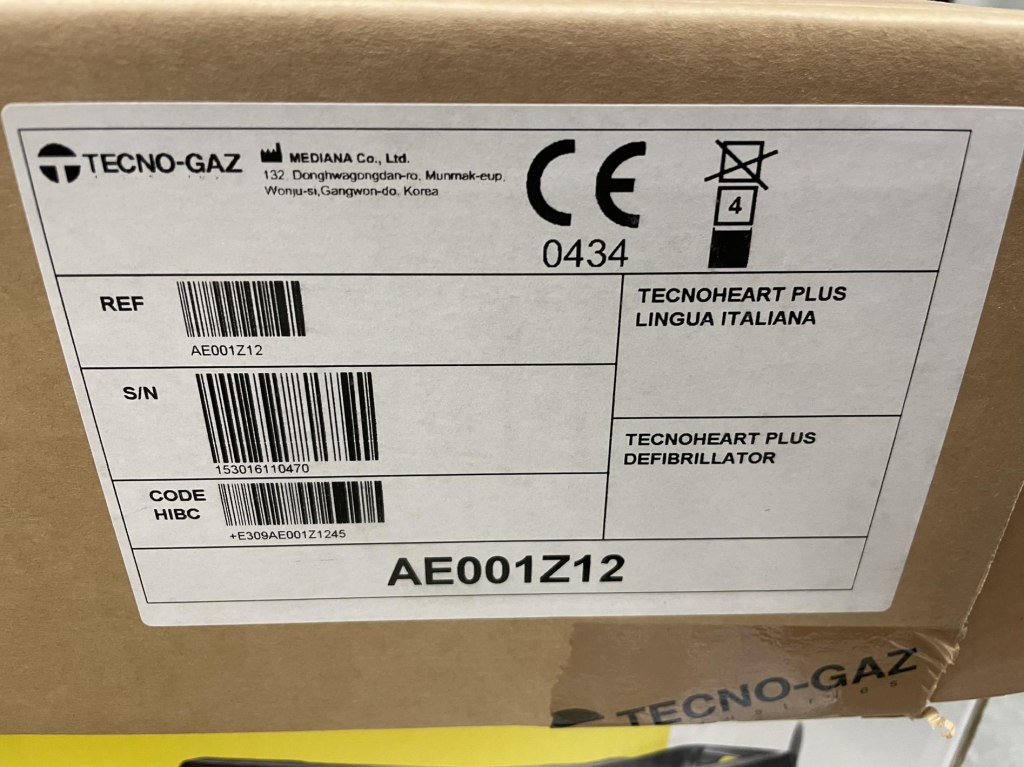 TECNO-GAZ
MEDIANA Co., Ltd.
132, Donghwagongdan-ro, Munmak-eup,
Wonju-si,Gangwon-do, Korea
CE
0434
4
REF
AE001Z12
TECNOHEART PLUS
LINGUA ITALIANA
S/N
153016110470
TECNOHEART PLUS
DEFIBRILLATOR
CODE
HIBC
+E309AE001Z1245
AE001Z12
TECNO-GAZ